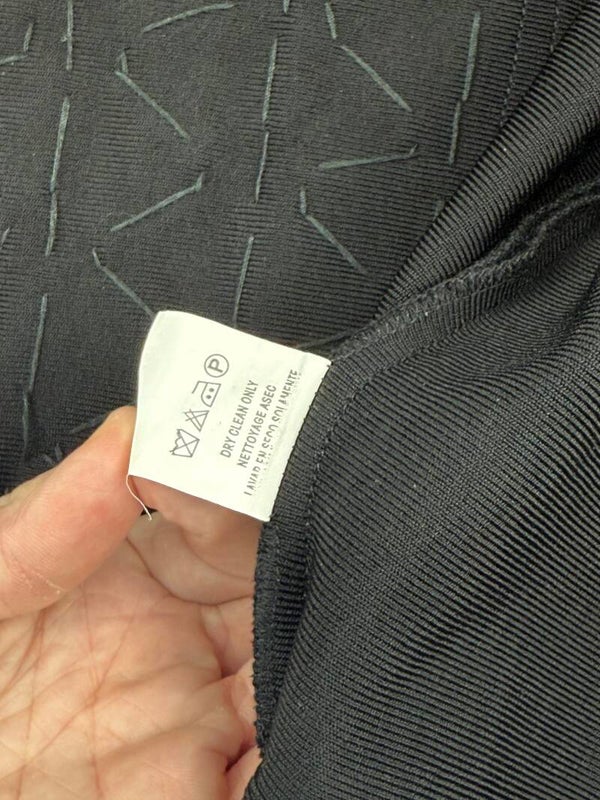 P
DRY CLEAN ONLY
NETTOYAGE ASEC
LAVAR EN SECO SOLAMENTE